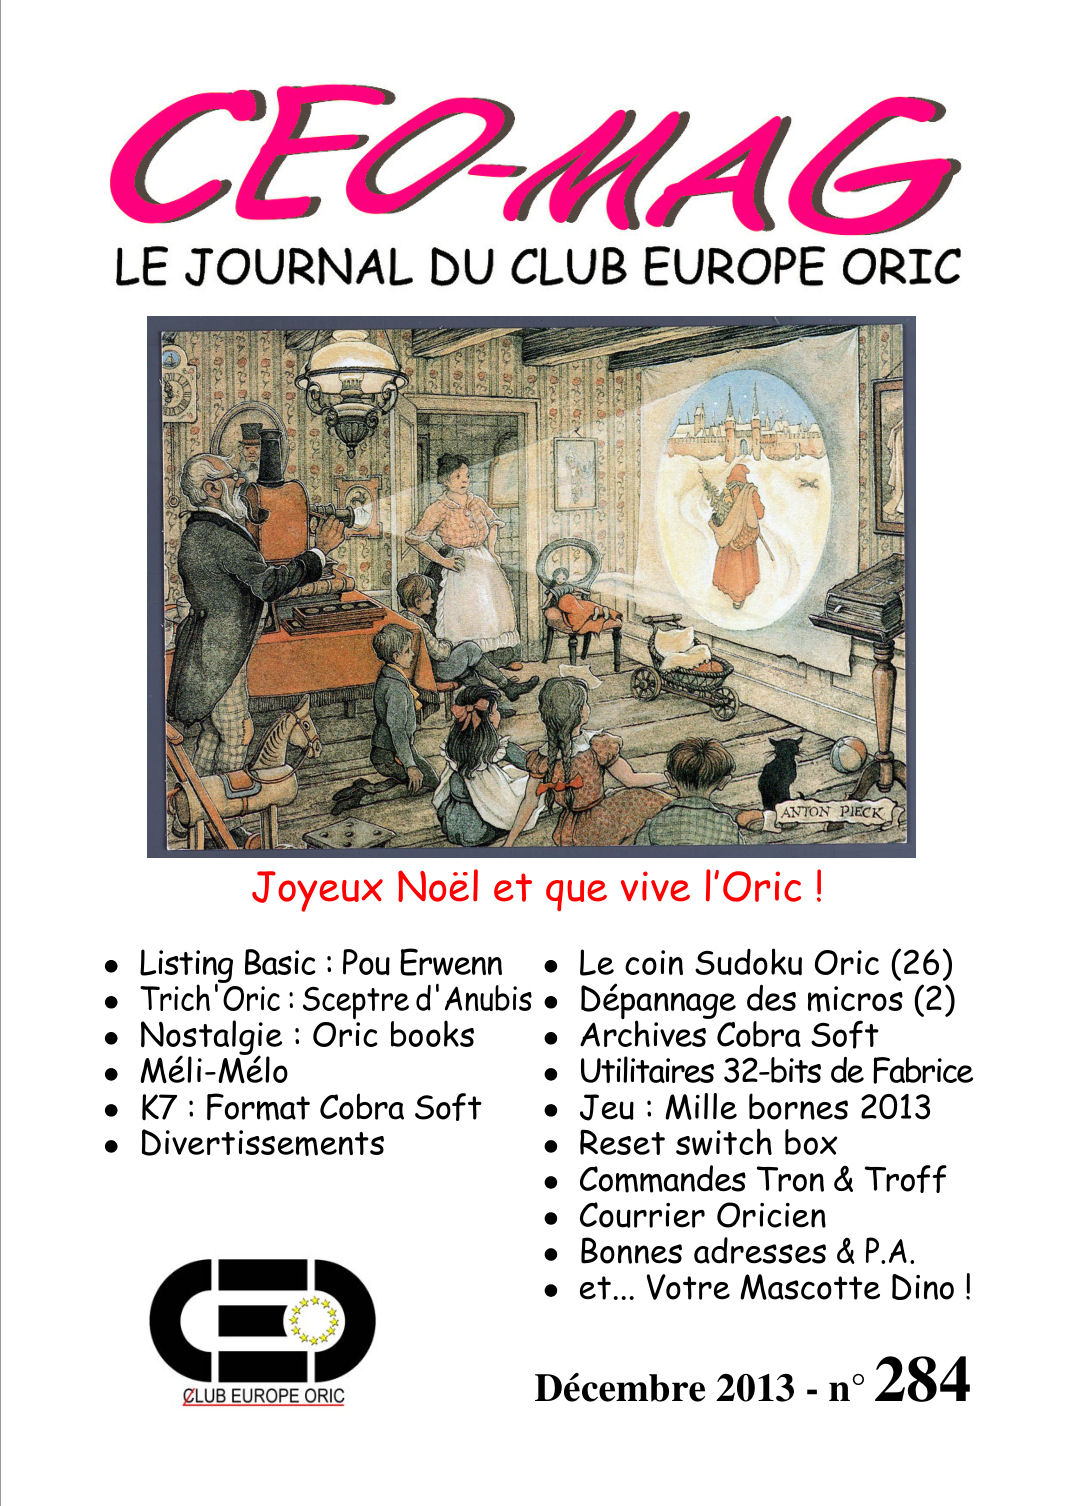 CEO-MAG
LE JOURNAL DU CLUB EUROPE ORIC
ANTON PIECK
Joyeux Noël et que vive l'Oric !
• Listing Basic : Pou Erwenn
• Trich'Oric : Sceptre d'Anubis
• Nostalgie : Oric books
• Méli-Mélo
• K7 : Format Cobra Soft
• Divertissements
• Le coin Sudoku Oric (26)
• Dépannage des micros (2)
• Archives Cobra Soft
• Utilitaires 32-bits de Fabrice
• Jeu : Mille bornes 2013
• Reset switch box
• Commandes Tron & Troff
• Courrier Oricien
• Bonnes adresses & P.A.
• et... Votre Mascotte Dino !
CEO
CLUB EUROPE ORIC
Décembre 2013 - n° 284